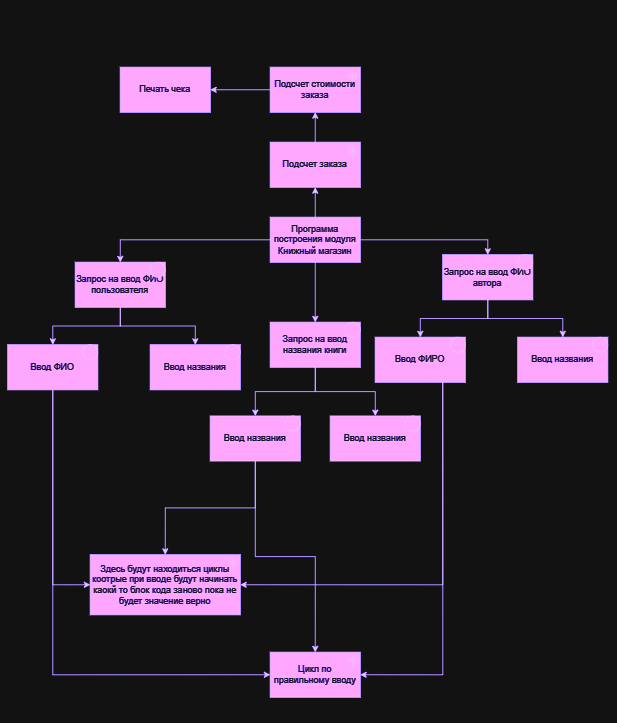 Подсчет стоимости
заказа
Печать чека
Подсчет заказа
Программа
построения модуля
Книжный магазин
Запрос на ввод ФИО
пользователя
Запрос на ввод ФИО
автора
Запрос на ввод
названия книги
Ввод ФИО
Ввод названия
Ввод ФИРО
Ввод названия
Ввод названия
Ввод названия
Здесь будут находиться циклы
коотрые при вводе будут начинать
каокй то блок кода заново пока не
будет значение верно
Цикл по
правильному вводу